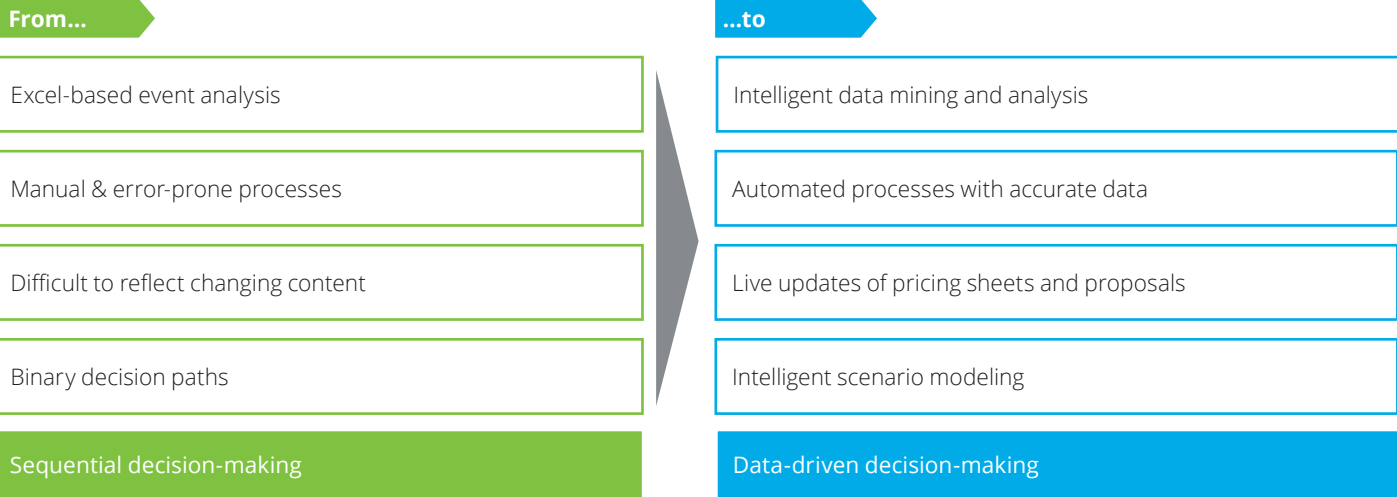 From...
...to
Excel-based event analysis
Intelligent data mining and analysis
Manual & error-prone processes
Automated processes with accurate data
Difficult to reflect changing content
Live updates of pricing sheets and proposals
Binary decision paths
Intelligent scenario modeling
Sequential decision-making
Data-driven decision-making